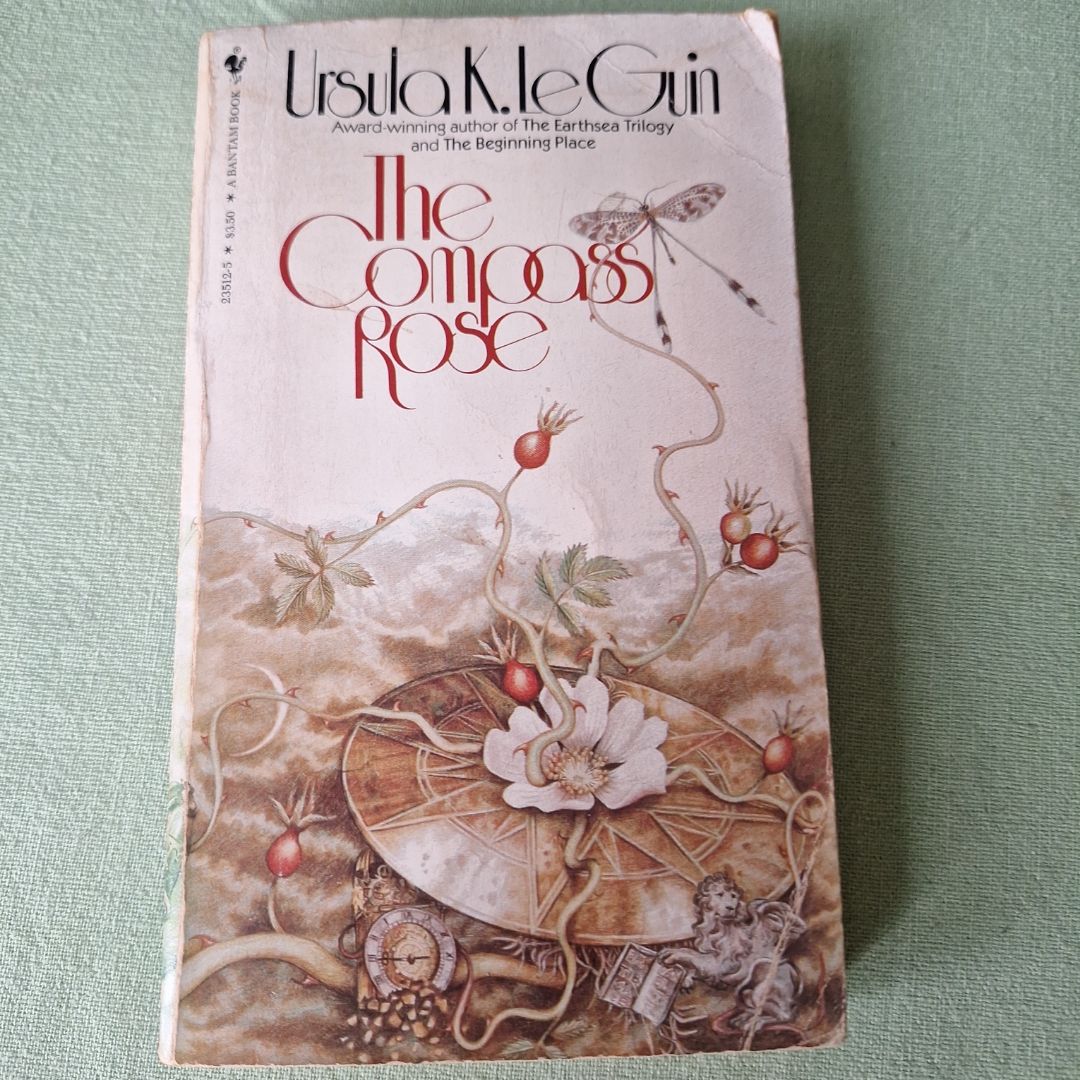 Ursula K. Le Guin
Award-winning author of The Earthsea Trilogy
and The Beginning Place
The
Compass
Rose
23512-5 * $3.50 * A BANTAM BOOK